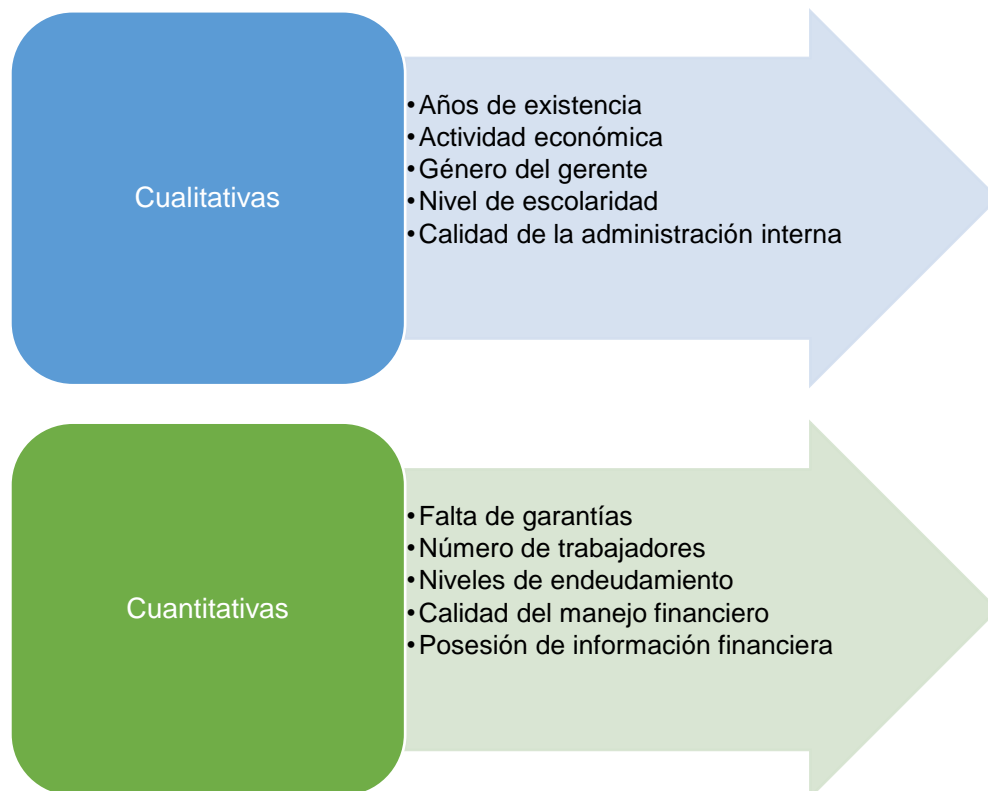 Cualitativas
•Años de existencia
•Actividad económica
•Género del gerente
•Nivel de escolaridad
•Calidad de la administración interna
Cuantitativas
•Falta de garantías
•Número de trabajadores
•Niveles de endeudamiento
•Calidad del manejo financiero
•Posesión de información financiera